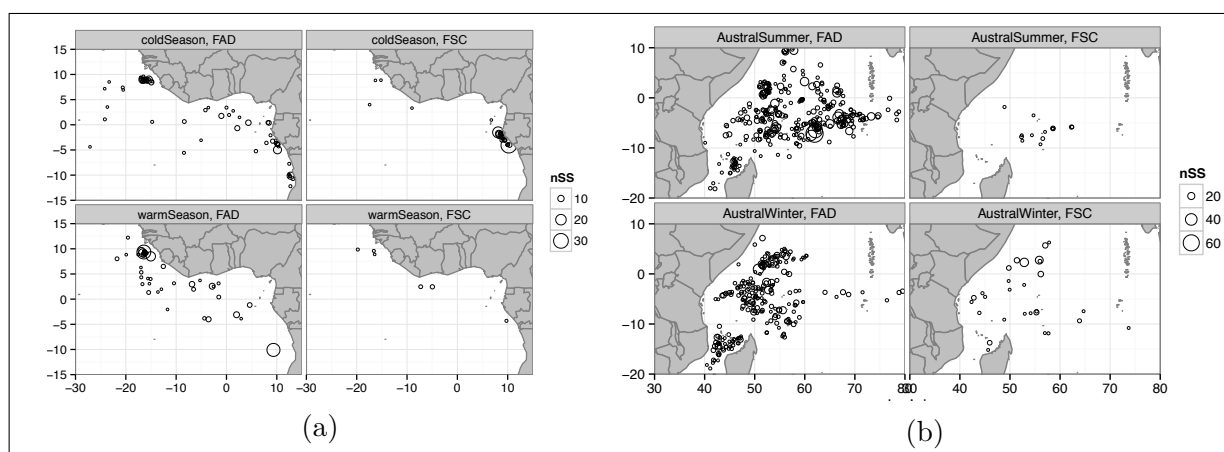 coldSeason, FAD
coldSeason, FSC
15
10
5
0
−5
−10
−15
warmSeason, FAD
warmSeason, FSC
15
10
5
0
−5
−10
−15
−30 −20 −10 0 10 −30 −20 −10 0 10
nSS
10
20
30
(a)
AustralSummer, FAD
AustralSummer, FSC
10
0
−10
−20
AustralWinter, FAD
AustralWinter, FSC
10
0
−10
−20
30 40 50 60 70 40 50 60 70 80
nSS
20
40
60
(b)